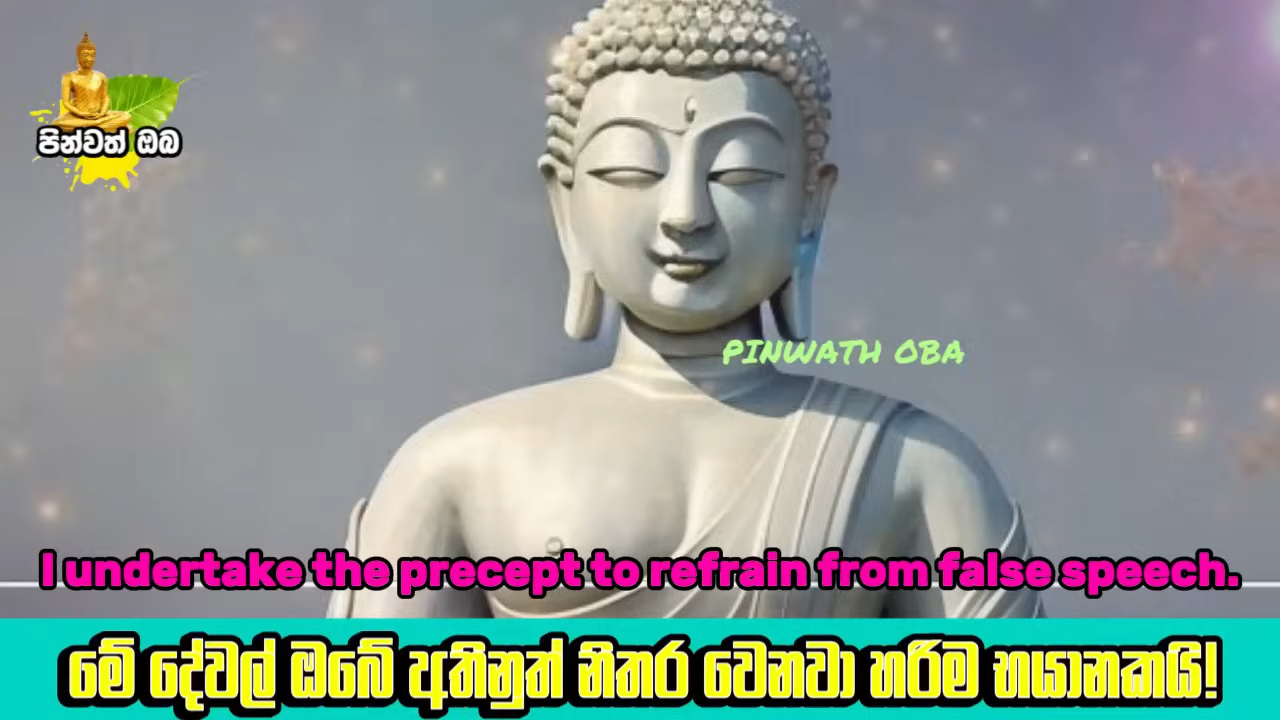 පින්වත් ඔබ
PINWATH OBA
I undertake the precept to refrain from false speech.
මේ දේවල් ඔබේ අතිනුත් නිතර වෙනවා හරිම භයානකයි!